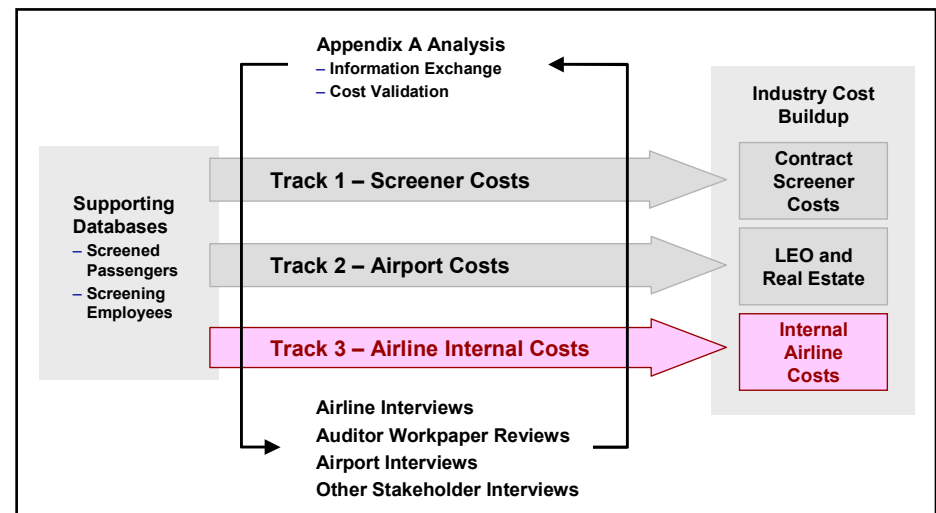 Appendix A Analysis
– Information Exchange
– Cost Validation
Industry Cost
Buildup
Supporting
Databases
– Screened
Passengers
– Screening
Employees
Track 1 – Screener Costs
Contract
Screener
Costs
Track 2 – Airport Costs
LEO and
Real Estate
Track 3 – Airline Internal Costs
Internal
Airline
Costs
Airline Interviews
Auditor Workpaper Reviews
Airport Interviews
Other Stakeholder Interviews